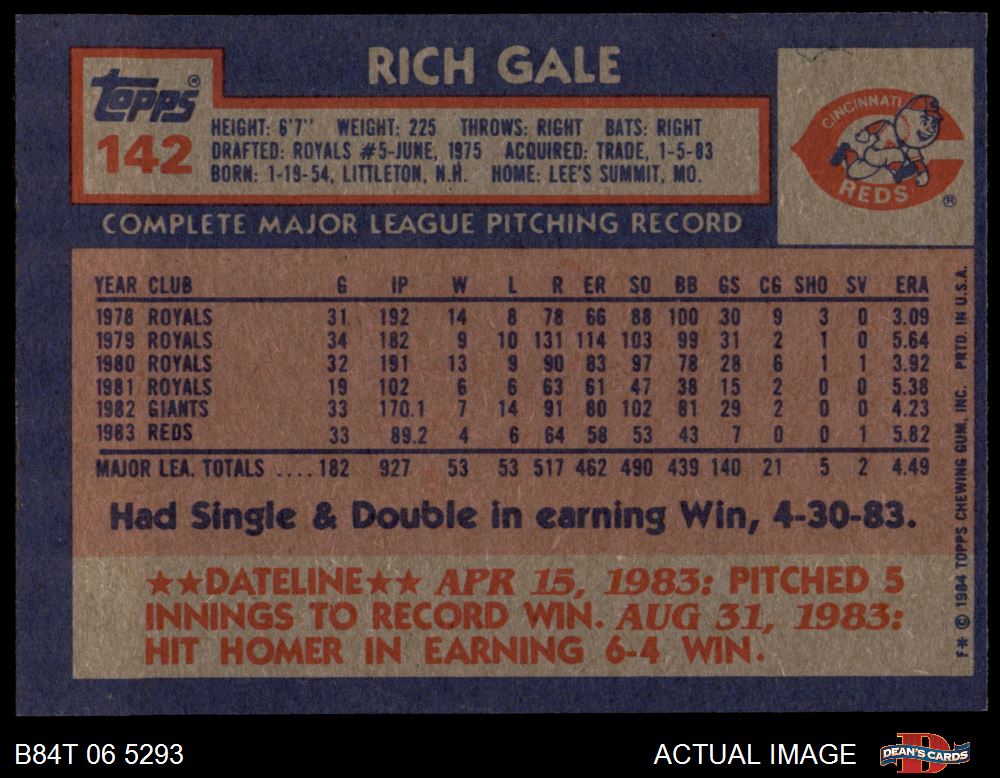 RICH GALE
Topps®
142
HEIGHT: 6'7" WEIGHT: 225 THROWS: RIGHT BATS: RIGHT
DRAFTED: ROYALS #5-JUNE, 1975 ACQUIRED: TRADE, 1-5-83
BORN: 1-19-54, LITTLETON, N.H. HOME: LEE'S SUMMIT, MO.
CINCINNATI
REDS
®
COMPLETE MAJOR LEAGUE PITCHING RECORD
YEAR CLUB G IP W L R ER SO BB GS CG SHO SV ERA
1978 ROYALS 31 192 14 8 78 66 88 100 30 9 3 0 3.09
1979 ROYALS 34 182 9 10 131 114 103 99 31 2 1 0 5.64
1980 ROYALS 32 191 13 9 90 83 97 78 28 6 1 1 3.92
1981 ROYALS 19 102 6 6 63 61 47 38 15 2 0 0 5.38
1982 GIANTS 33 170.1 7 14 91 80 102 81 29 2 0 0 4.23
1983 REDS 33 89.2 4 6 64 58 53 43 7 0 0 1 5.82
MAJOR LEA. TOTALS .... 182 927 53 53 517 462 490 439 140 21 5 2 4.49
Had Single & Double in earning Win, 4-30-83.
★★DATELINE★★ APR 15, 1983: PITCHED 5
INNINGS TO RECORD WIN. AUG 31, 1983:
HIT HOMER IN EARNING 6-4 WIN.
F* © 1984 TOPPS CHEWING GUM, INC. PRTD. IN U.S.A.
B84T 06 5293
ACTUAL IMAGE
DEAN'S CARDS